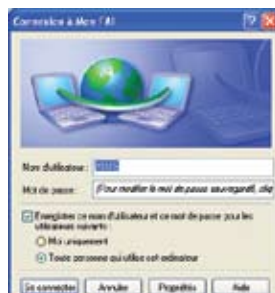 Connexion à Mon FAI
Nom d'utilisateur :
Mot de passe : [Pour modifier le mot de passe sauvegardé, cliq
Enregistrer ce nom d'utilisateur et ce mot de passe pour les
utilisateurs suivants :
Moi uniquement
Toute personne qui utilise cet ordinateur
Se connecter Annuler Propriétés Aide